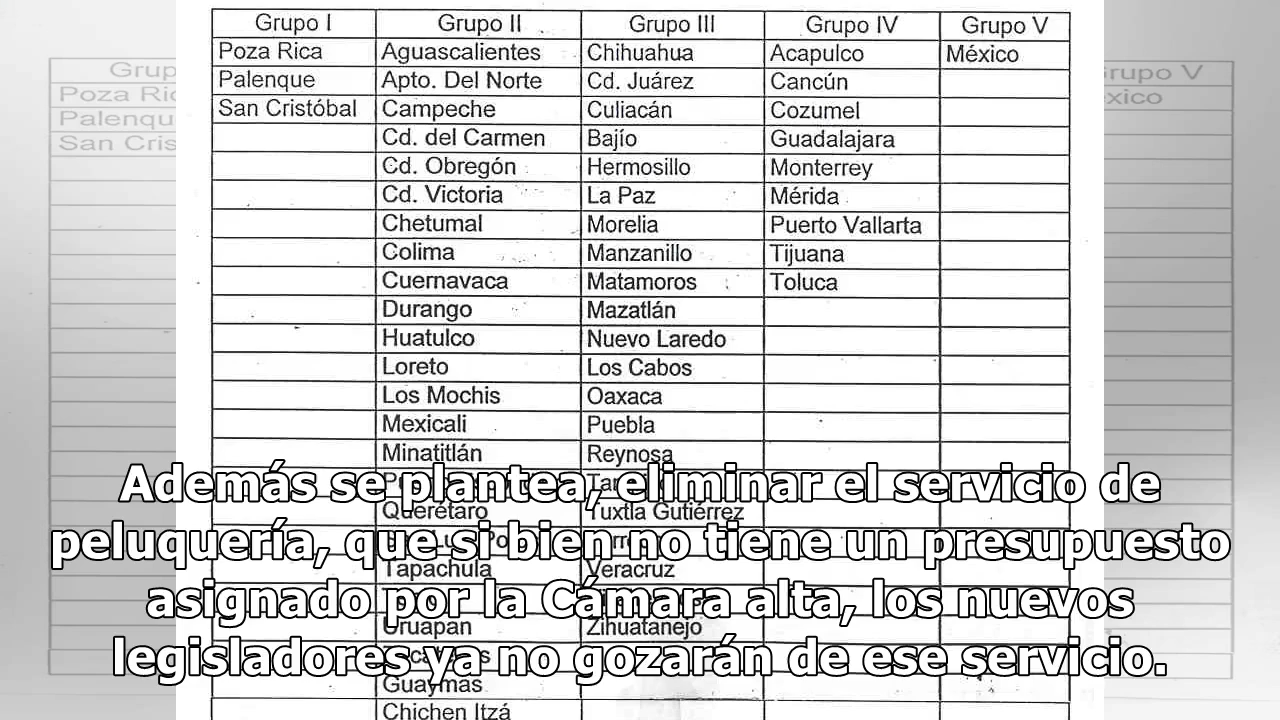 Grupo I Grupo II Grupo III Grupo IV Grupo V
Poza Rica Aguascalientes Chihuahua Acapulco México
Palenque Apto. Del Norte Cd. Juárez Cancún
San Cristóbal Campeche Culiacán Cozumel
Cd. del Carmen Bajío Guadalajara
Cd. Obregón Hermosillo Monterrey
Cd. Victoria La Paz Mérida
Chetumal Morelia Puerto Vallarta
Colima Manzanillo Tijuana
Cuernavaca Matamoros Toluca
Durango Mazatlán
Huatulco Nuevo Laredo
Loreto Los Cabos
Los Mochis Oaxaca
Mexicali Puebla
Minatitlán Reynosa
Querétaro Tuxtla Gutiérrez
Tapachula Veracruz
Uruapan Zihuatanejo
Guaymas
Chichen Itzá
Además se plantea, eliminar el servicio de
peluquería, que si bien no tiene un presupuesto
asignado por la Cámara alta, los nuevos
legisladores ya no gozarán de ese servicio.